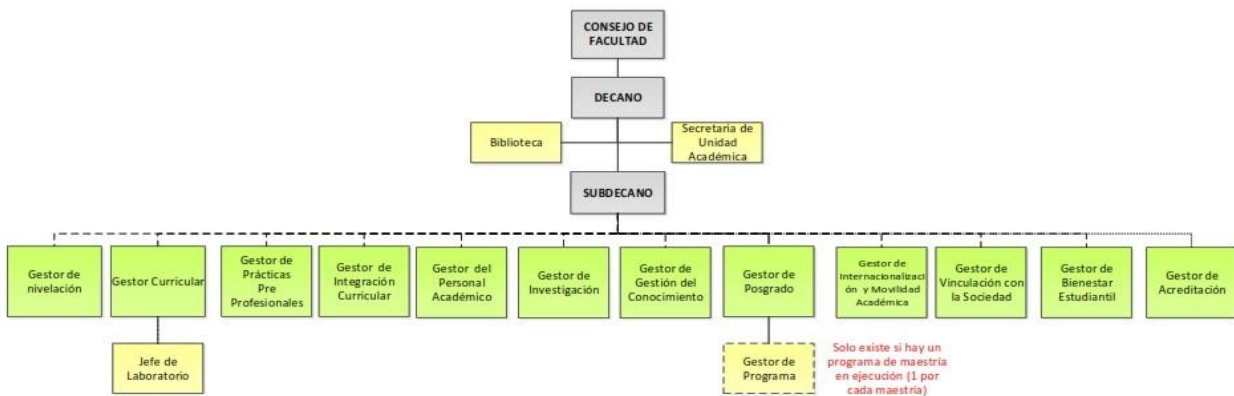 CONSEJO DE
FACULTAD
DECANO
Biblioteca
Secretaria de
Unidad
Académica
SUBDECANO
Gestor de
nivelación
Gestor Curricular
Gestor de
Prácticas
Pre
Profesionales
Gestor de
Integración
Curricular
Gestor del
Personal
Académico
Gestor de
Investigación
Gestor de
Gestión del
Conocimiento
Gestor de
Posgrado
Gestor de
Internacionalizaci
ón y Movilidad
Académica
Gestor de
Vinculación con
la Sociedad
Gestor de
Bienestar
Estudiantil
Gestor de
Acreditación
Jefe de
Laboratorio
Gestor de
Programa
Solo existe si hay un
programa de maestría
en ejecución (1 por
cada maestría)